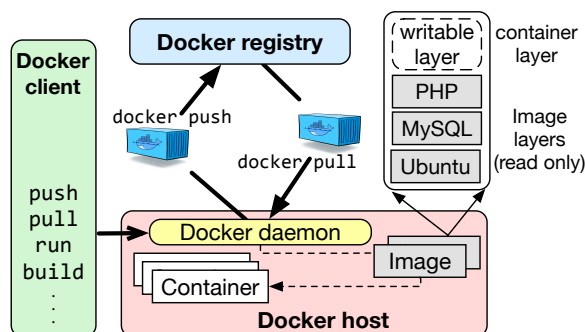 Docker
client
push
pull
run
build
.
.
.
Docker registry
docker push
docker pull
writable
layer
container
layer
PHP
MySQL
Ubuntu
Image
layers
(read only)
Docker daemon
Image
Container
Docker host